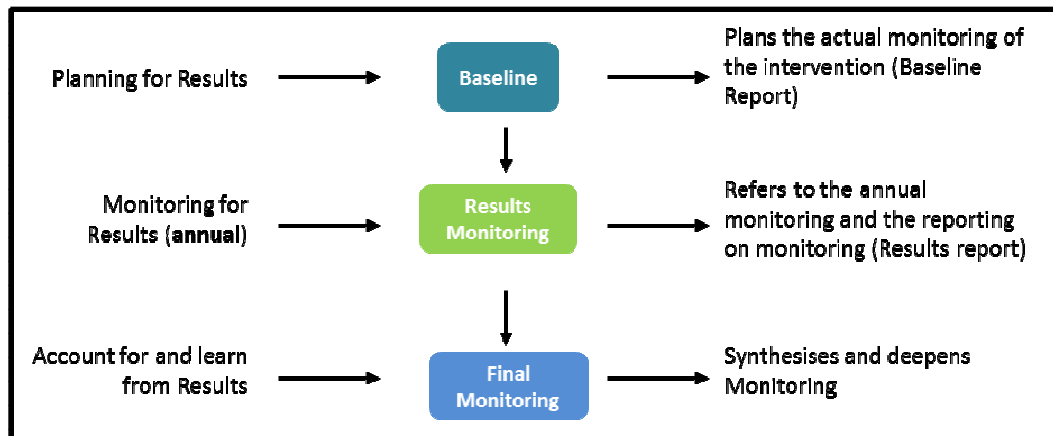 Planning for Results
Baseline
Plans the actual monitoring of
the intervention (Baseline
Report)
Monitoring for
Results (annual)
Results
Monitoring
Refers to the annual
monitoring and the reporting
on monitoring (Results report)
Account for and learn
from Results
Final
Monitoring
Synthesises and deepens
Monitoring